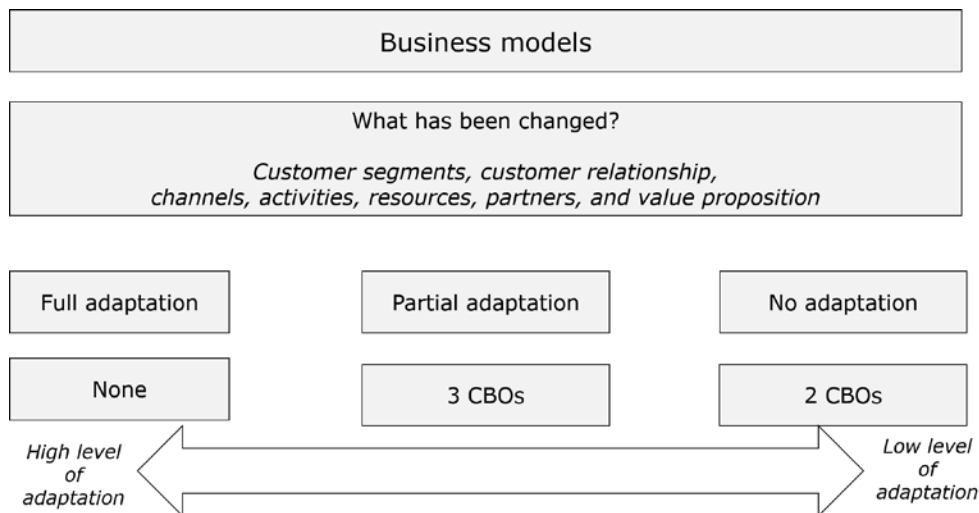 Business models
What has been changed?
Customer segments, customer relationship,
channels, activities, resources, partners, and value proposition
Full adaptation
Partial adaptation
No adaptation
None
3 CBOs
2 CBOs
High level
of
adaptation
Low level
of
adaptation